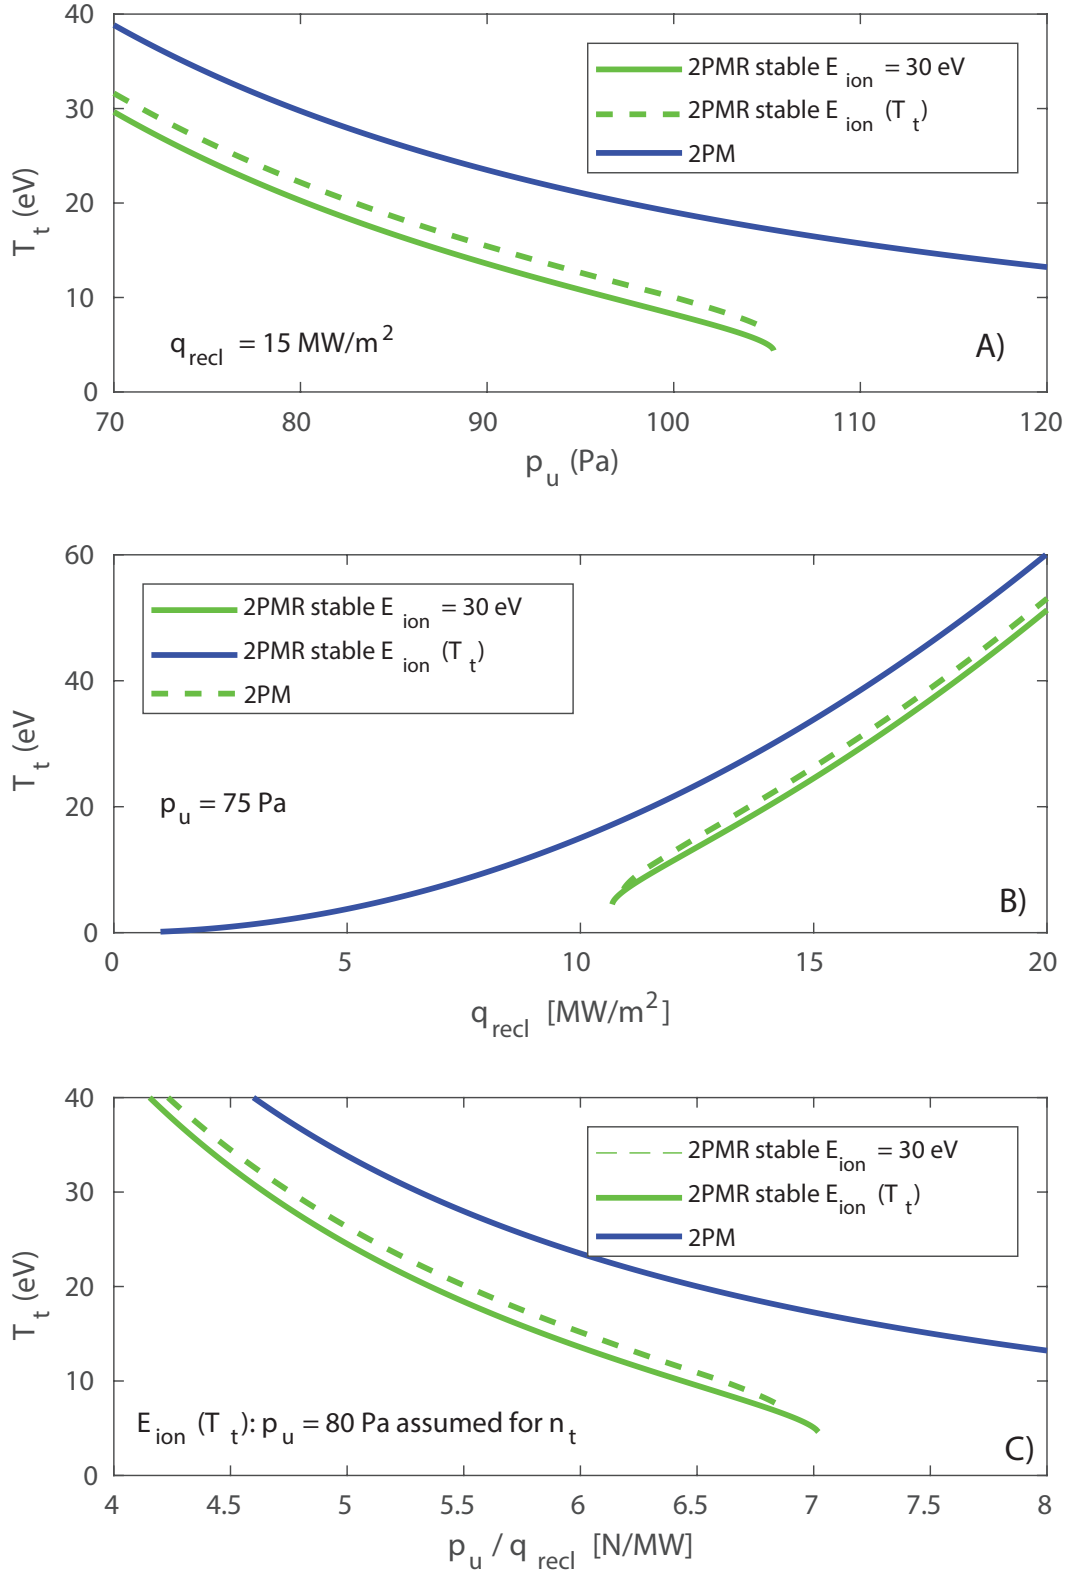 40
30
20
10
0
T t (eV)
2PMR stable E ion = 30 eV
2PMR stable E ion (T t)
2PM
q recl = 15 MW/m2
A)
70 80 90 100 110 120
p u (Pa)
60
40
20
0
T t (eV
2PMR stable E ion = 30 eV
2PMR stable E ion (T t)
2PM
p u = 75 Pa
B)
0 5 10 15 20
q recl [MW/m2]
40
30
20
10
0
T t (eV)
2PMR stable E ion = 30 eV
2PMR stable E ion (T t)
2PM
E ion (T t): p u = 80 Pa assumed for n t
C)
4 4.5 5 5.5 6 6.5 7 7.5 8
p u / q recl [N/MW]